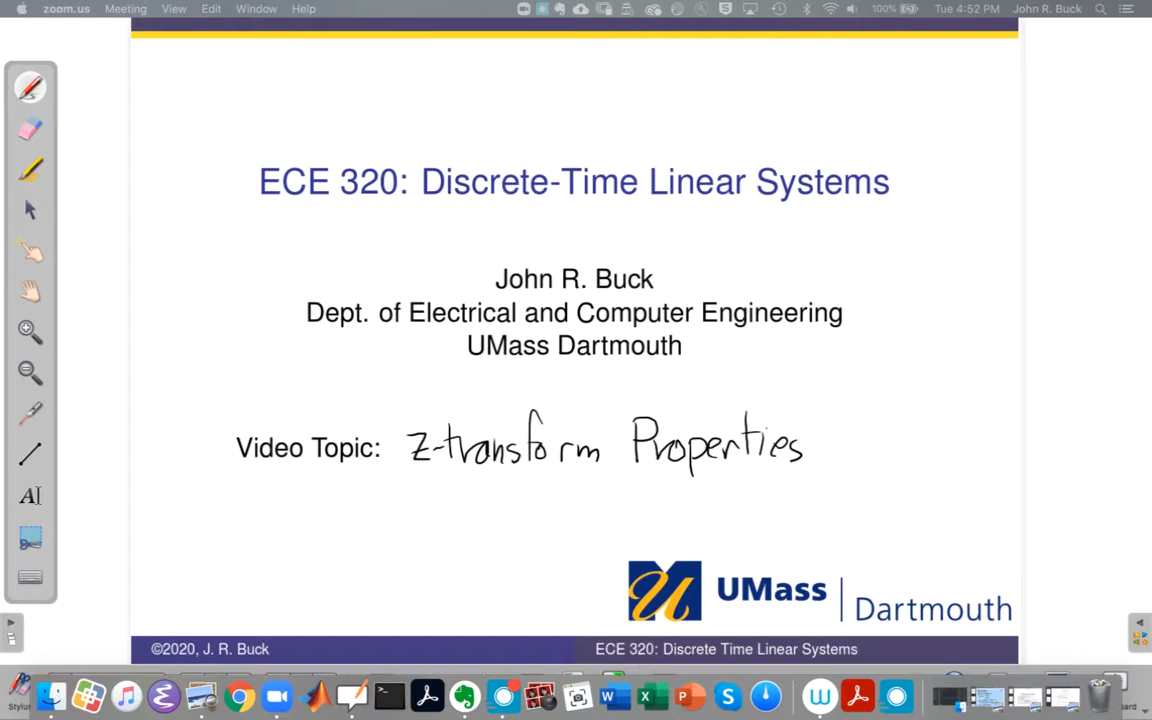 zoom.us Meeting View Edit Window Help 100% Tue 4:52 PM John R. Buck
ECE 320: Discrete-Time Linear Systems
John R. Buck
Dept. of Electrical and Computer Engineering
UMass Dartmouth
Video Topic: z-transform Properties
UMass Dartmouth
©2020, J. R. Buck ECE 320: Discrete Time Linear Systems
Stylus